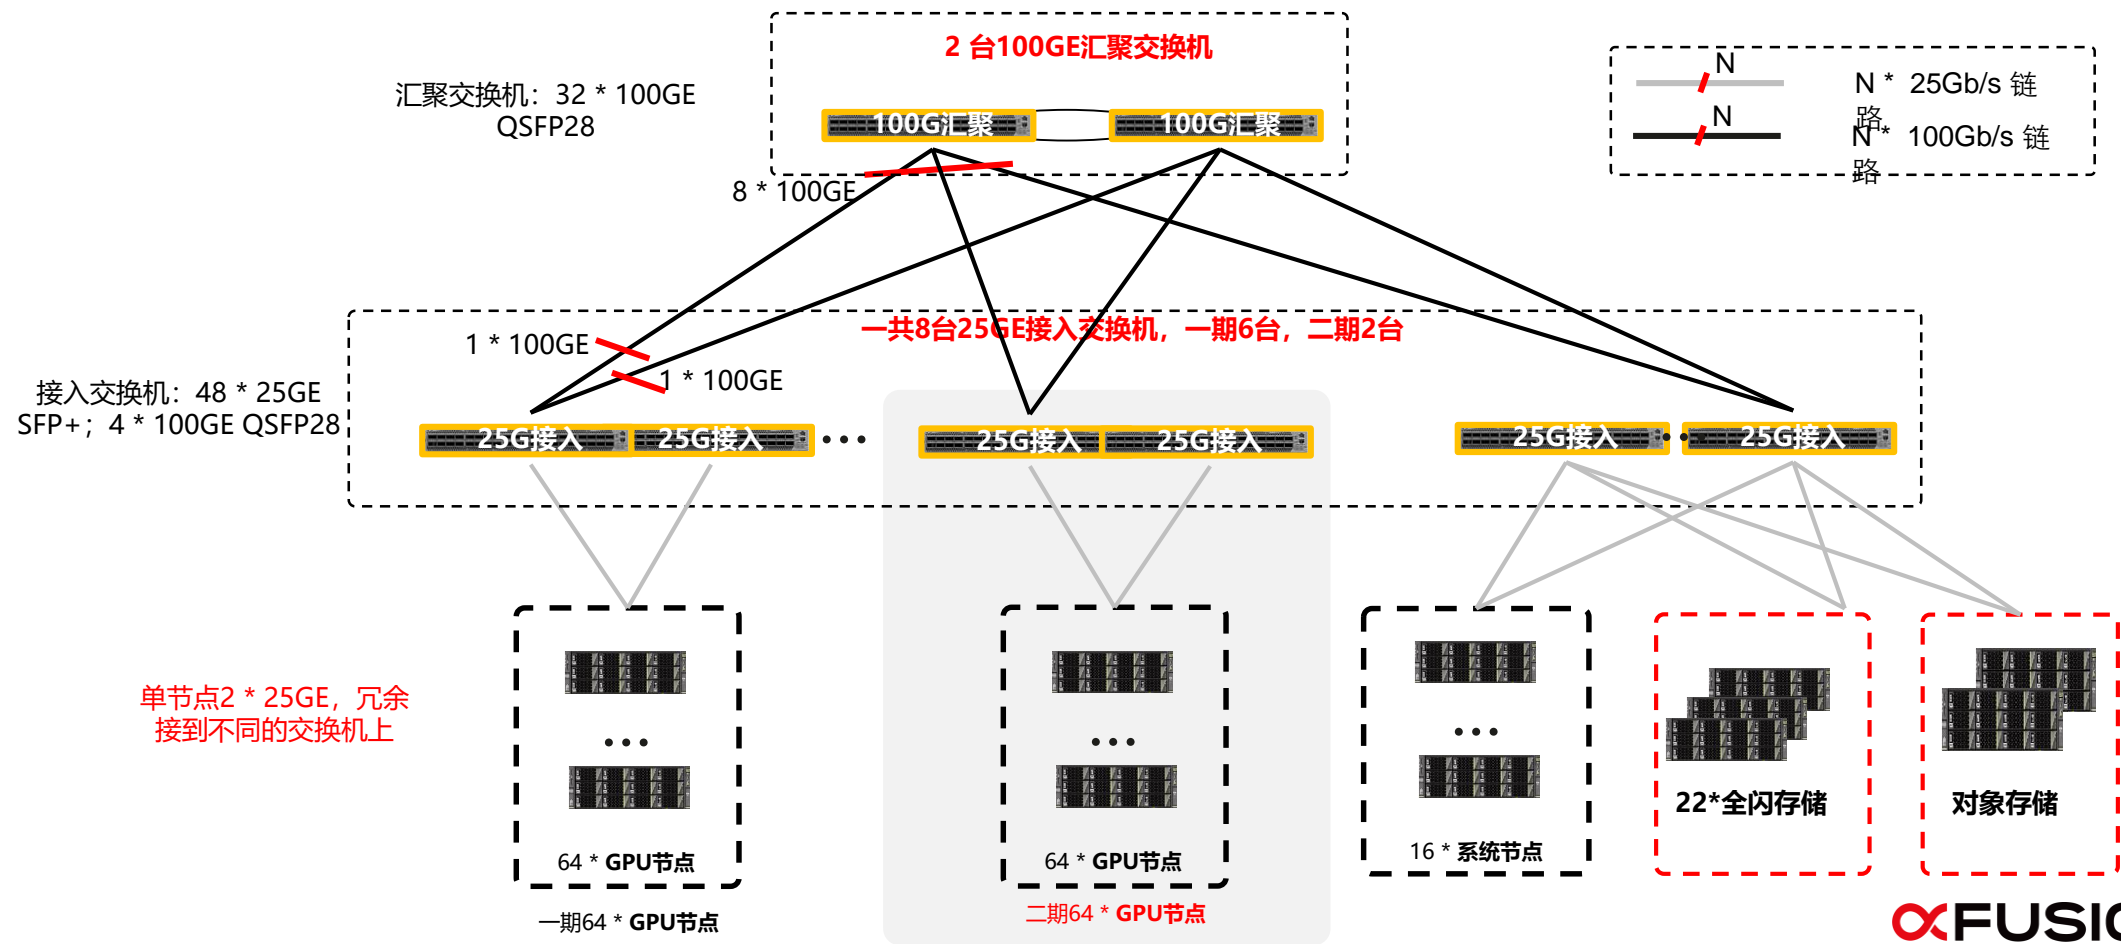 2 台100GE汇聚交换机
汇聚交换机：32 * 100GE
QSFP28
100G汇聚
100G汇聚
N
N * 25Gb/s 链
路
N
N * 100Gb/s 链
路
8 * 100GE
一共8台25GE接入交换机，一期6台，二期2台
1 * 100GE
1 * 100GE
接入交换机：48 * 25GE
SFP+；4 * 100GE QSFP28
25G接入
25G接入
25G接入
25G接入
25G接入
25G接入
单节点2 * 25GE，冗余
接到不同的交换机上
64 * GPU节点
64 * GPU节点
16 * 系统节点
22*全闪存储
对象存储
一期64 * GPU节点
二期64 * GPU节点